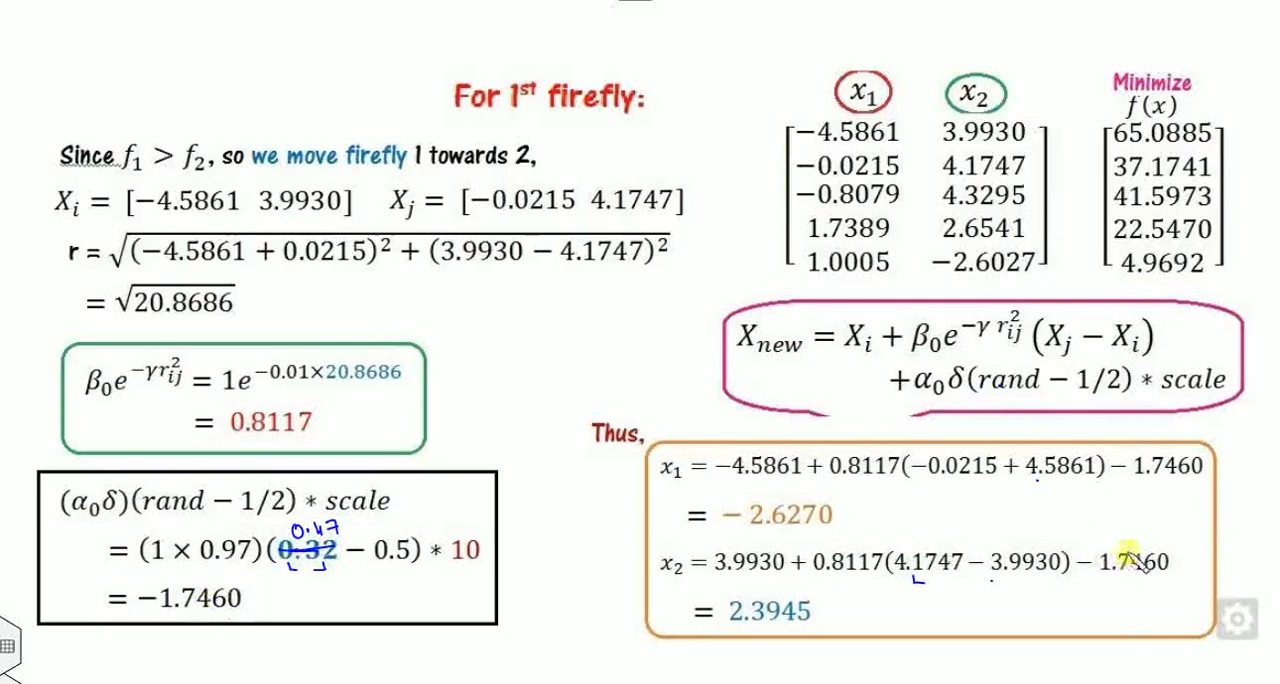 For 1st firefly:
Since f₁ > f₂, so we move firefly 1 towards 2,
Xᵢ = [−4.5861 3.9930] Xⱼ = [−0.0215 4.1747]
r = √((−4.5861 + 0.0215)² + (3.9930 − 4.1747)²)
= √20.8686
β₀e^(−γr²ᵢⱼ) = 1e^(−0.01×20.8686)
= 0.8117
(α₀δ)(rand − 1/2) ∗ scale
0.47
= (1 × 0.97)(0.32 − 0.5) ∗ 10
= −1.7460
x₁ x₂ Minimize
f(x)
−4.5861 3.9930 65.0885
−0.0215 4.1747 37.1741
−0.8079 4.3295 41.5973
1.7389 2.6541 22.5470
1.0005 −2.6027 4.9692
Xₙₑw = Xᵢ + β₀e^(−γ r²ᵢⱼ) (Xⱼ − Xᵢ)
+α₀δ(rand − 1/2) ∗ scale
Thus,
x₁ = −4.5861 + 0.8117(−0.0215 + 4.5861) − 1.7460
= − 2.6270
x₂ = 3.9930 + 0.8117(4.1747 − 3.9930) − 1.7460
= 2.3945